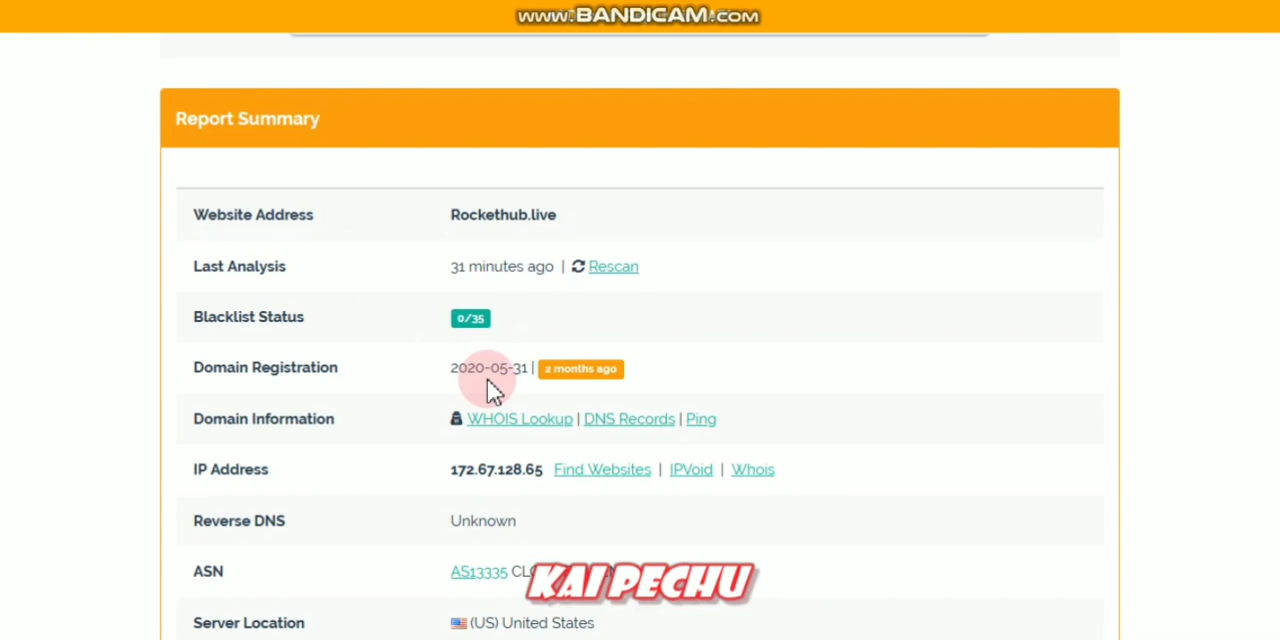 www.BANDICAM.com
Report Summary
Website Address Rockethub.live
Last Analysis 31 minutes ago | Rescan
Blacklist Status 0/35
Domain Registration 2020-05-31 | 2 months ago
Domain Information WHOIS Lookup | DNS Records | Ping
IP Address 172.67.128.65 Find Websites | IPVoid | Whois
Reverse DNS Unknown
ASN AS13335
KAI PECHU
Server Location (US) United States